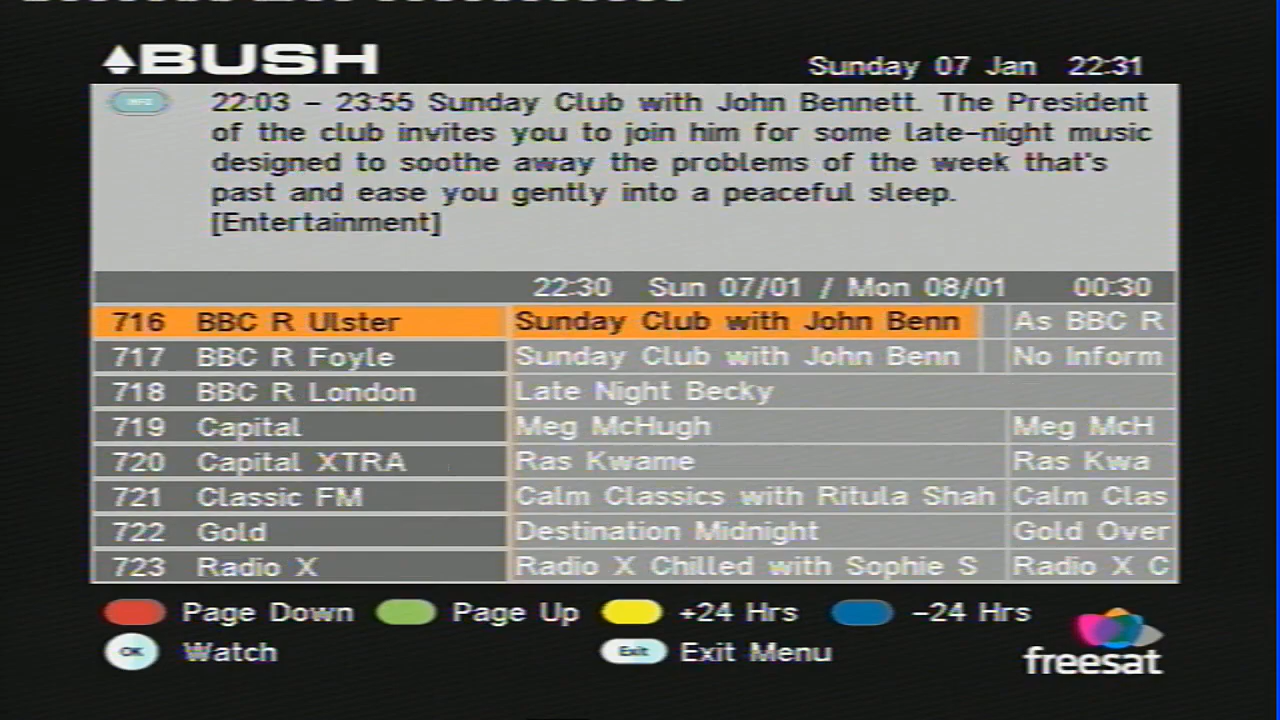 BUSH
Sunday 07 Jan 22:31
INFO
22:03 - 23:55 Sunday Club with John Bennett. The President
of the club invites you to join him for some late-night music
designed to soothe away the problems of the week that's
past and ease you gently into a peaceful sleep.
[Entertainment]
22:30 Sun 07/01 / Mon 08/01 00:30
716 BBC R Ulster Sunday Club with John Benn As BBC R
717 BBC R Foyle Sunday Club with John Benn No Inform
718 BBC R London Late Night Becky
719 Capital Meg McHugh Meg McH
720 Capital XTRA Ras Kwame Ras Kwa
721 Classic FM Calm Classics with Ritula Shah Calm Clas
722 Gold Destination Midnight Gold Over
723 Radio X Radio X Chilled with Sophie S Radio X C
Page Down Page Up +24 Hrs -24 Hrs
OK Watch Exit Exit Menu
freesat